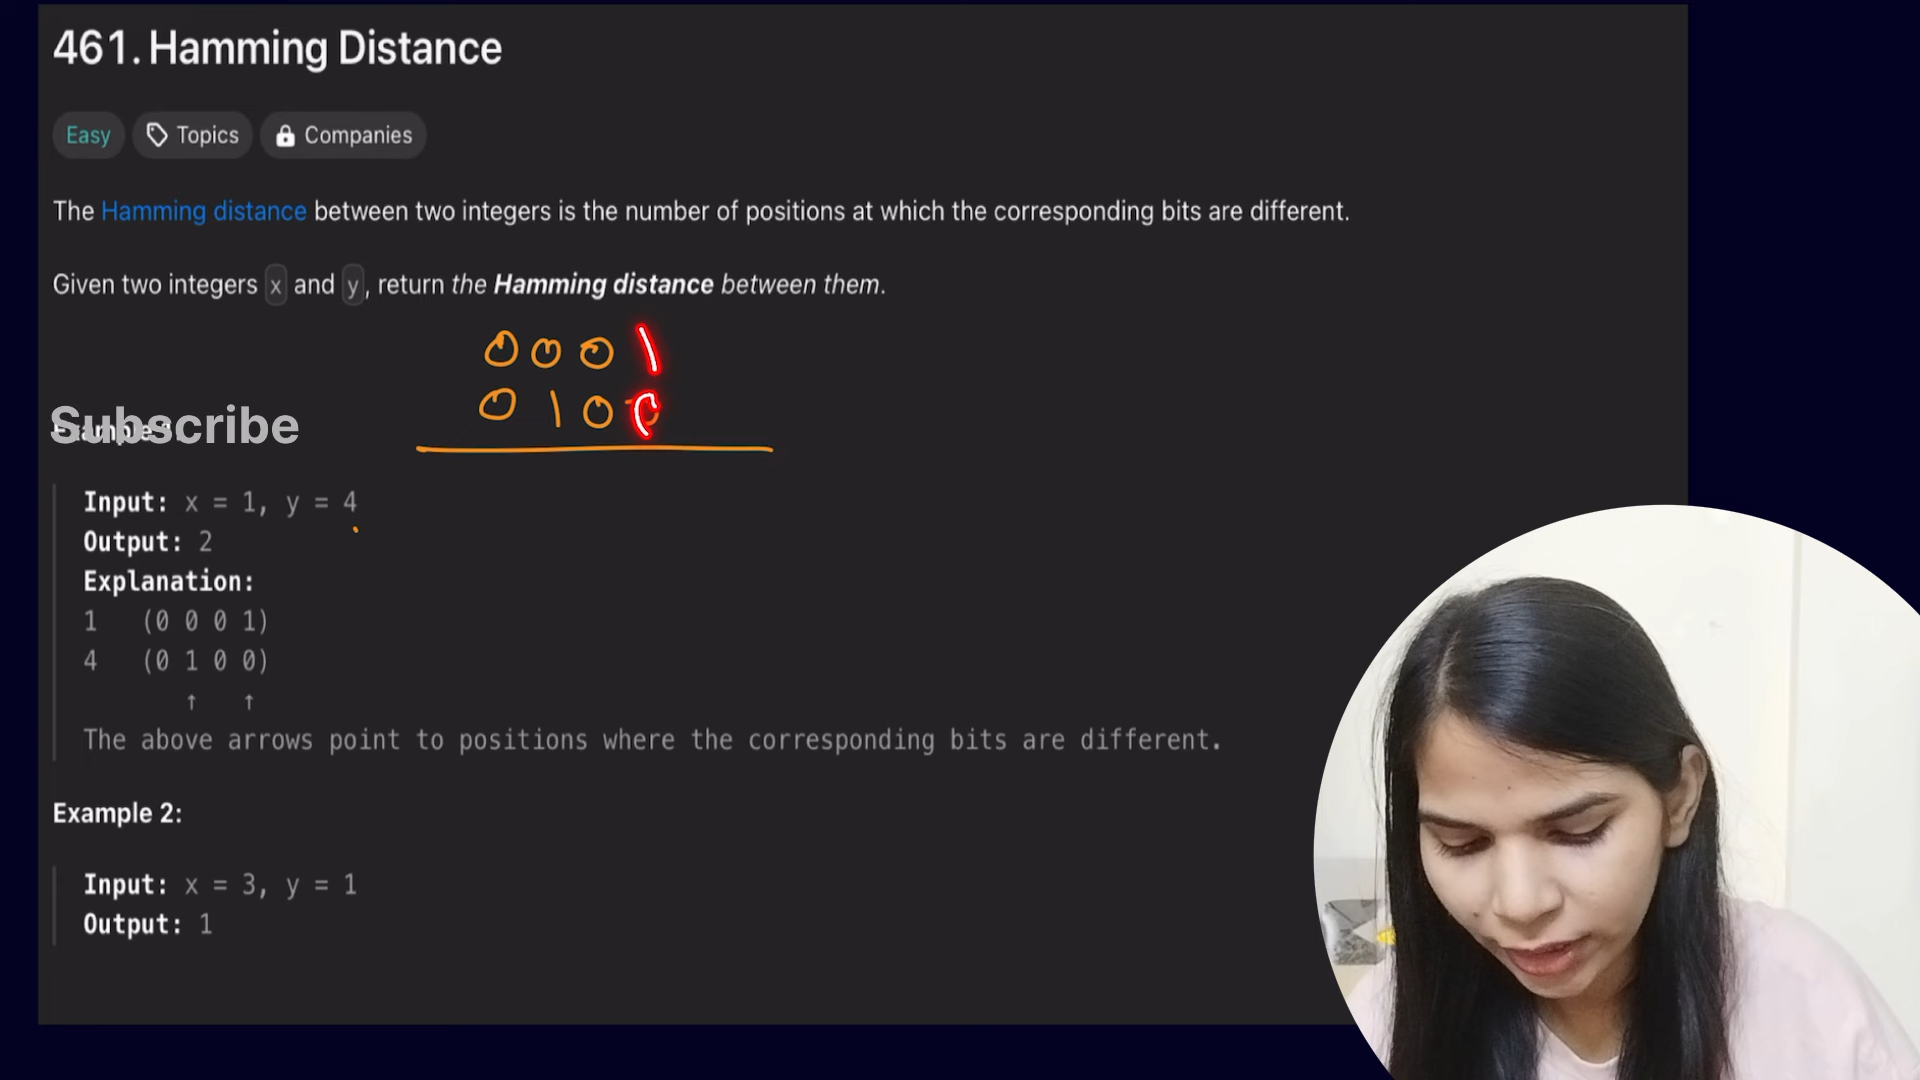 461. Hamming Distance
Easy Topics Companies
The Hamming distance between two integers is the number of positions at which the corresponding bits are different.
Given two integers x and y, return the Hamming distance between them.
0 0 0 1
0 1 0 0
Subscribe
Input: x = 1, y = 4
Output: 2
Explanation:
1 (0 0 0 1)
4 (0 1 0 0)
↑ ↑
The above arrows point to positions where the corresponding bits are different.
Example 2:
Input: x = 3, y = 1
Output: 1